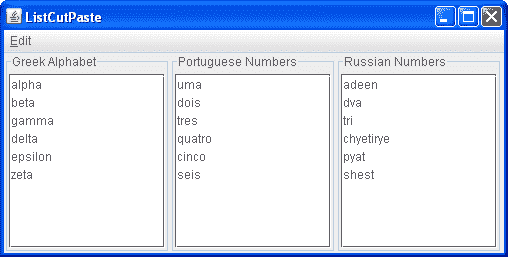 ListCutPaste
Edit
Greek Alphabet
alpha
beta
gamma
delta
epsilon
zeta
Portuguese Numbers
uma
dois
tres
quatro
cinco
seis
Russian Numbers
adeen
dva
tri
chyetirye
pyat
shest